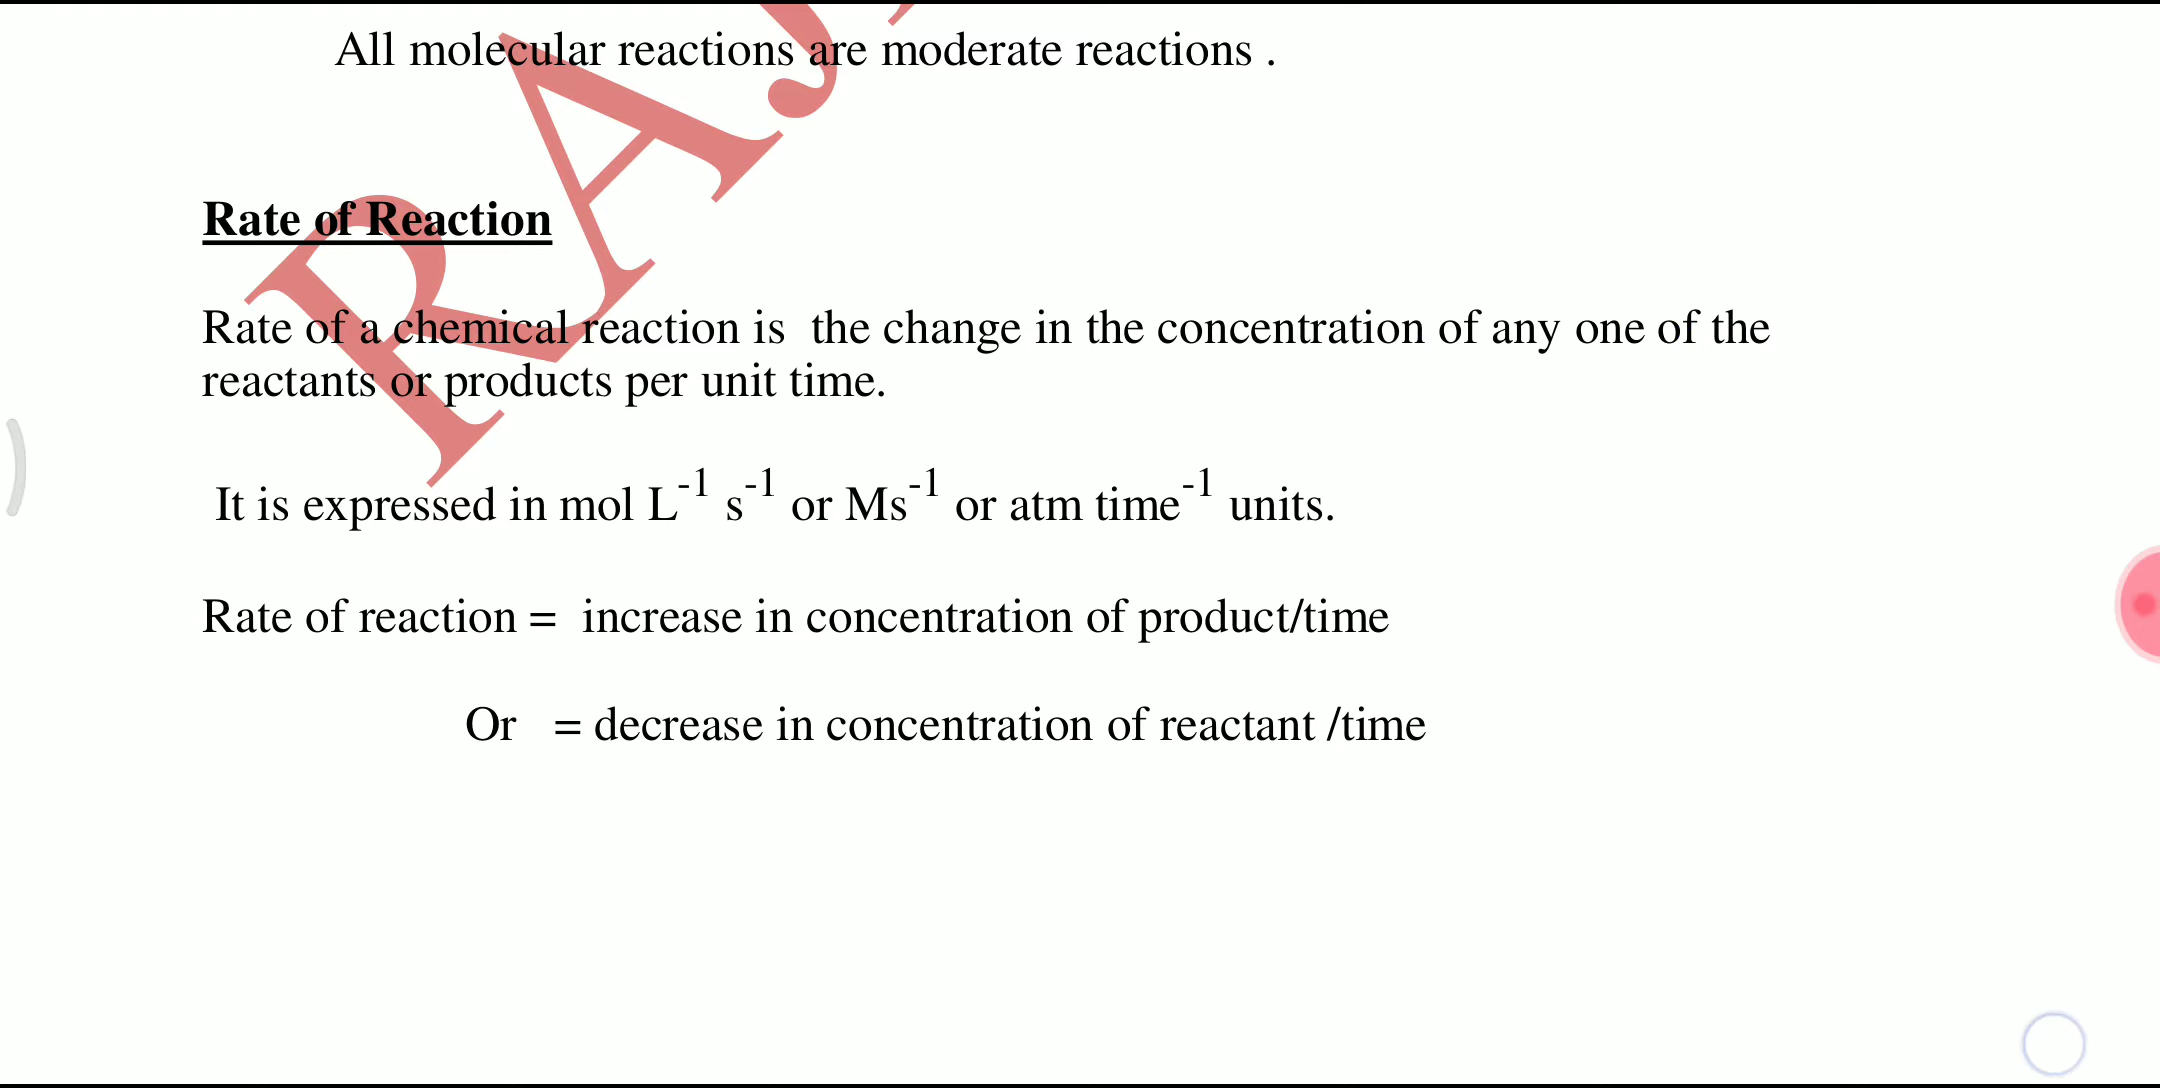 All molecular reactions are moderate reactions .
Rate of Reaction
Rate of a chemical reaction is the change in the concentration of any one of the
reactants or products per unit time.
It is expressed in mol L⁻¹ s⁻¹ or Ms⁻¹ or atm time⁻¹ units.
Rate of reaction = increase in concentration of product/time
Or = decrease in concentration of reactant /time
RAJ